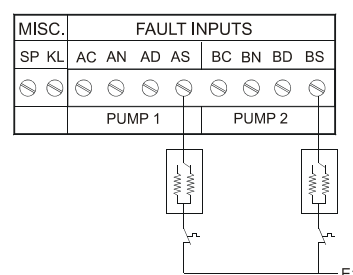 MISC. FAULT INPUTS
SP KL AC AN AD AS BC BN BD BS
PUMP 1 PUMP 2